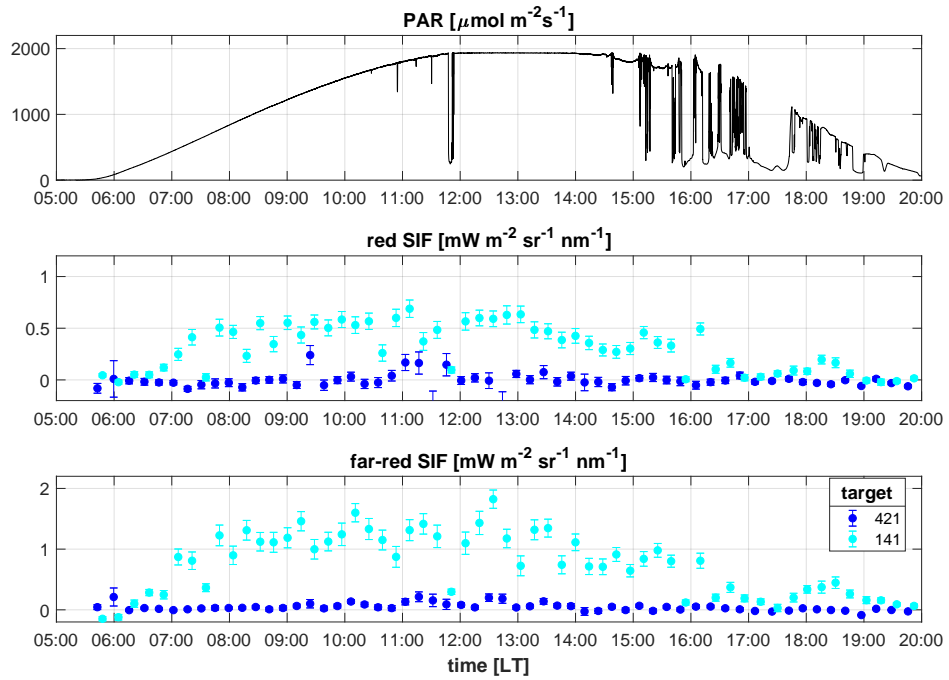 PAR [μmol m-2s-1]
2000
1000
0
05:00 06:00 07:00 08:00 09:00 10:00 11:00 12:00 13:00 14:00 15:00 16:00 17:00 18:00 19:00 20:00
red SIF [mW m-2 sr-1 nm-1]
1
0.5
0
05:00 06:00 07:00 08:00 09:00 10:00 11:00 12:00 13:00 14:00 15:00 16:00 17:00 18:00 19:00 20:00
far-red SIF [mW m-2 sr-1 nm-1]
2
target
421
141
1
0
05:00 06:00 07:00 08:00 09:00 10:00 11:00 12:00 13:00 14:00 15:00 16:00 17:00 18:00 19:00 20:00
time [LT]